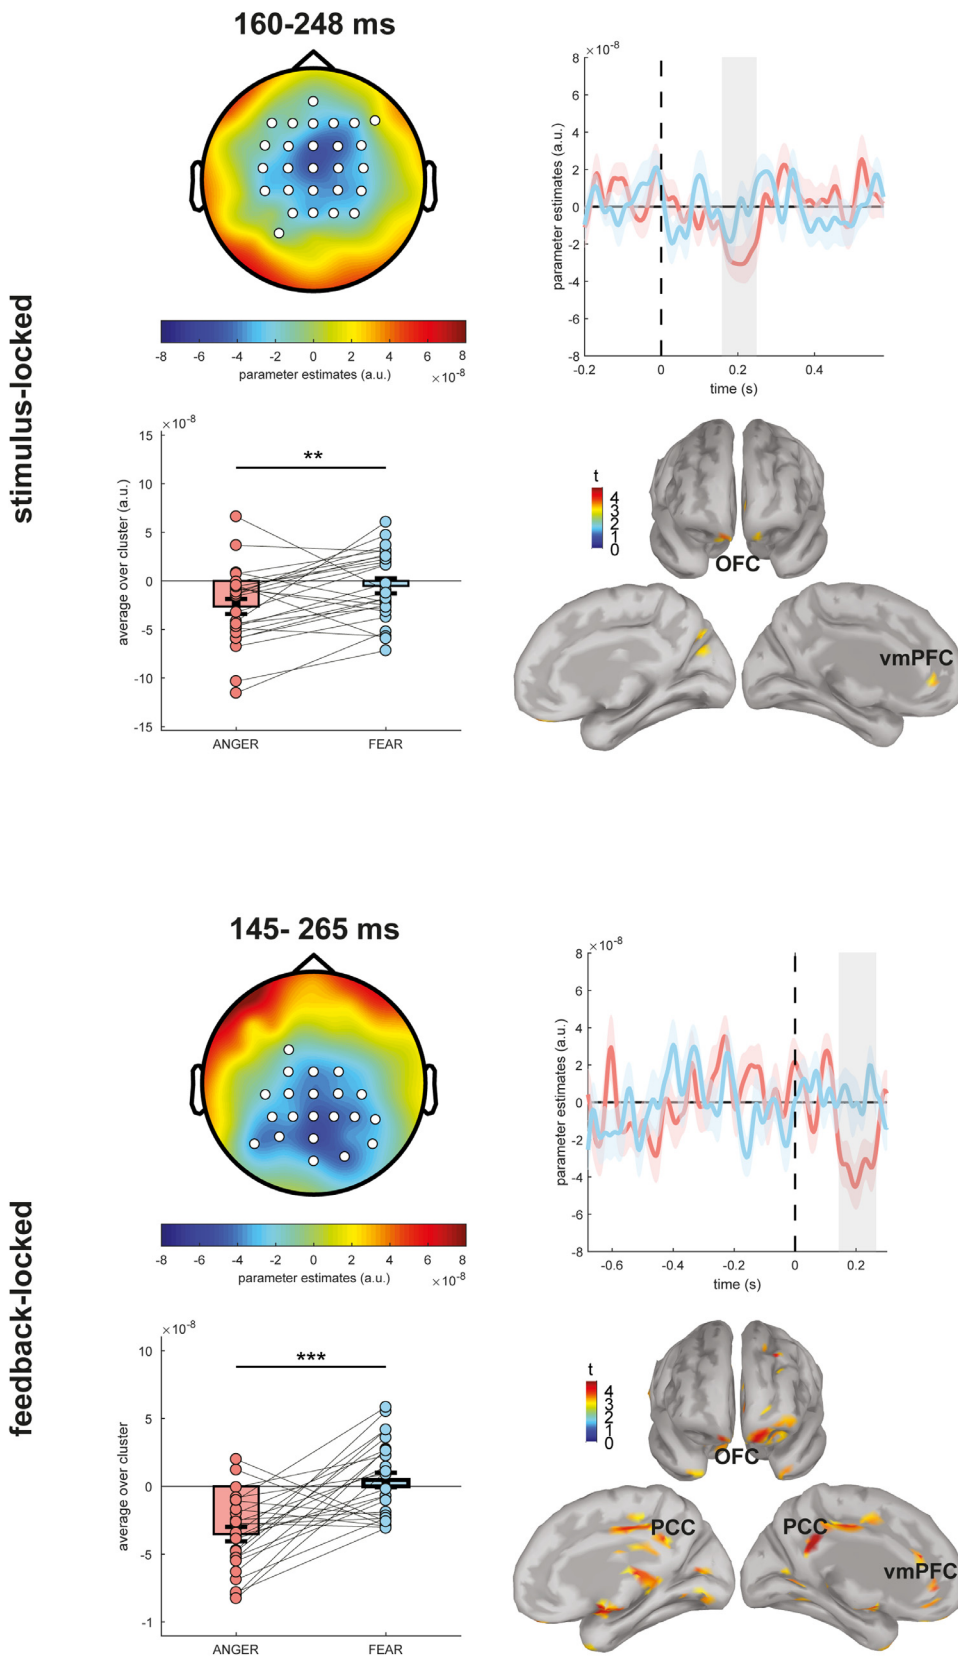 stimulus-locked
160-248 ms
-8 -6 -4 -2 0 2 4 6 8
parameter estimates (a.u.)
×10-8
×10-8
8
6
4
2
0
-2
-4
-6
-8
parameter estimates (a.u.)
-0.2 0 0.2 0.4
time (s)
×10-8
15
10
5
0
-5
-10
-15
average over cluster (a.u.)
**
ANGER FEAR
t
4
3
2
1
0
OFC
vmPFC
feedback-locked
145- 265 ms
-8 -6 -4 -2 0 2 4 6 8
parameter estimates (a.u.)
×10-8
×10-8
8
6
4
2
0
-2
-4
-6
-8
parameter estimates (a.u.)
-0.6 -0.4 -0.2 0 0.2
time (s)
×10-8
10
5
0
-5
-1
average over cluster
***
ANGER FEAR
t
4
3
2
1
0
OFC
PCC PCC
vmPFC